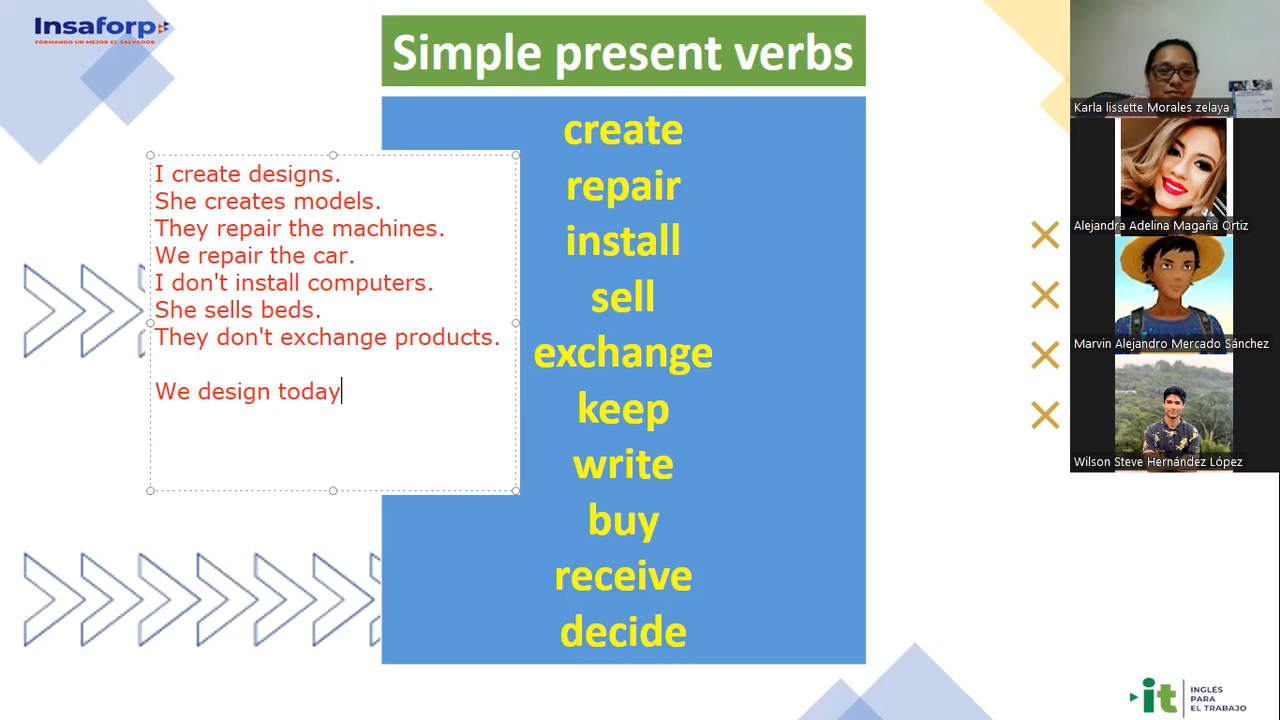 Insaforp
FORMANDO UN MEJOR EL SALVADOR
Simple present verbs
create
repair
install
sell
exchange
keep
write
buy
receive
decide
I create designs.
She creates models.
They repair the machines.
We repair the car.
I don't install computers.
She sells beds.
They don't exchange products.
We design today
Karla lissette Morales zelaya
Alejandra Adelina Magaña Ortiz
Marvin Alejandro Mercado Sánchez
Wilson Steve Hernández López
it
INGLÉS
PARA
EL TRABAJO